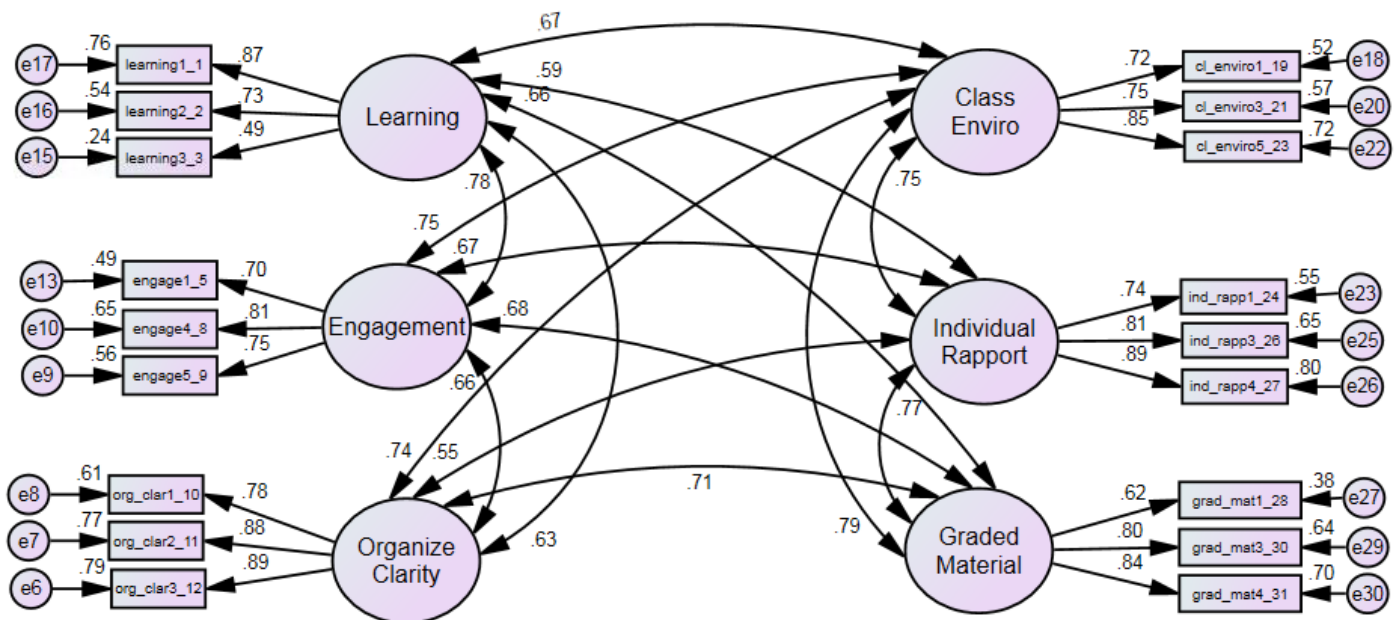 .67
e17
.76
learning1_1
.87
e16
.54
learning2_2
.73
e15
.24
learning3_3
.49
Learning
.59
.66
Class
Enviro
.72
cl_enviro1_19
.52
e18
.75
cl_enviro3_21
.57
e20
.85
cl_enviro5_23
.72
e22
.78
.75
.75
.67
e13
.49
engage1_5
.70
e10
.65
engage4_8
.81
e9
.56
engage5_9
.75
Engagement
.68
Individual
Rapport
.74
ind_rapp1_24
.55
e23
.81
ind_rapp3_26
.65
e25
.89
ind_rapp4_27
.80
e26
.66
.77
.74
.55
.71
.63
.79
e8
.61
org_clar1_10
.78
e7
.77
org_clar2_11
.88
e6
.79
org_clar3_12
.89
Organize
Clarity
Graded
Material
.62
grad_mat1_28
.38
e27
.80
grad_mat3_30
.64
e29
.84
grad_mat4_31
.70
e30